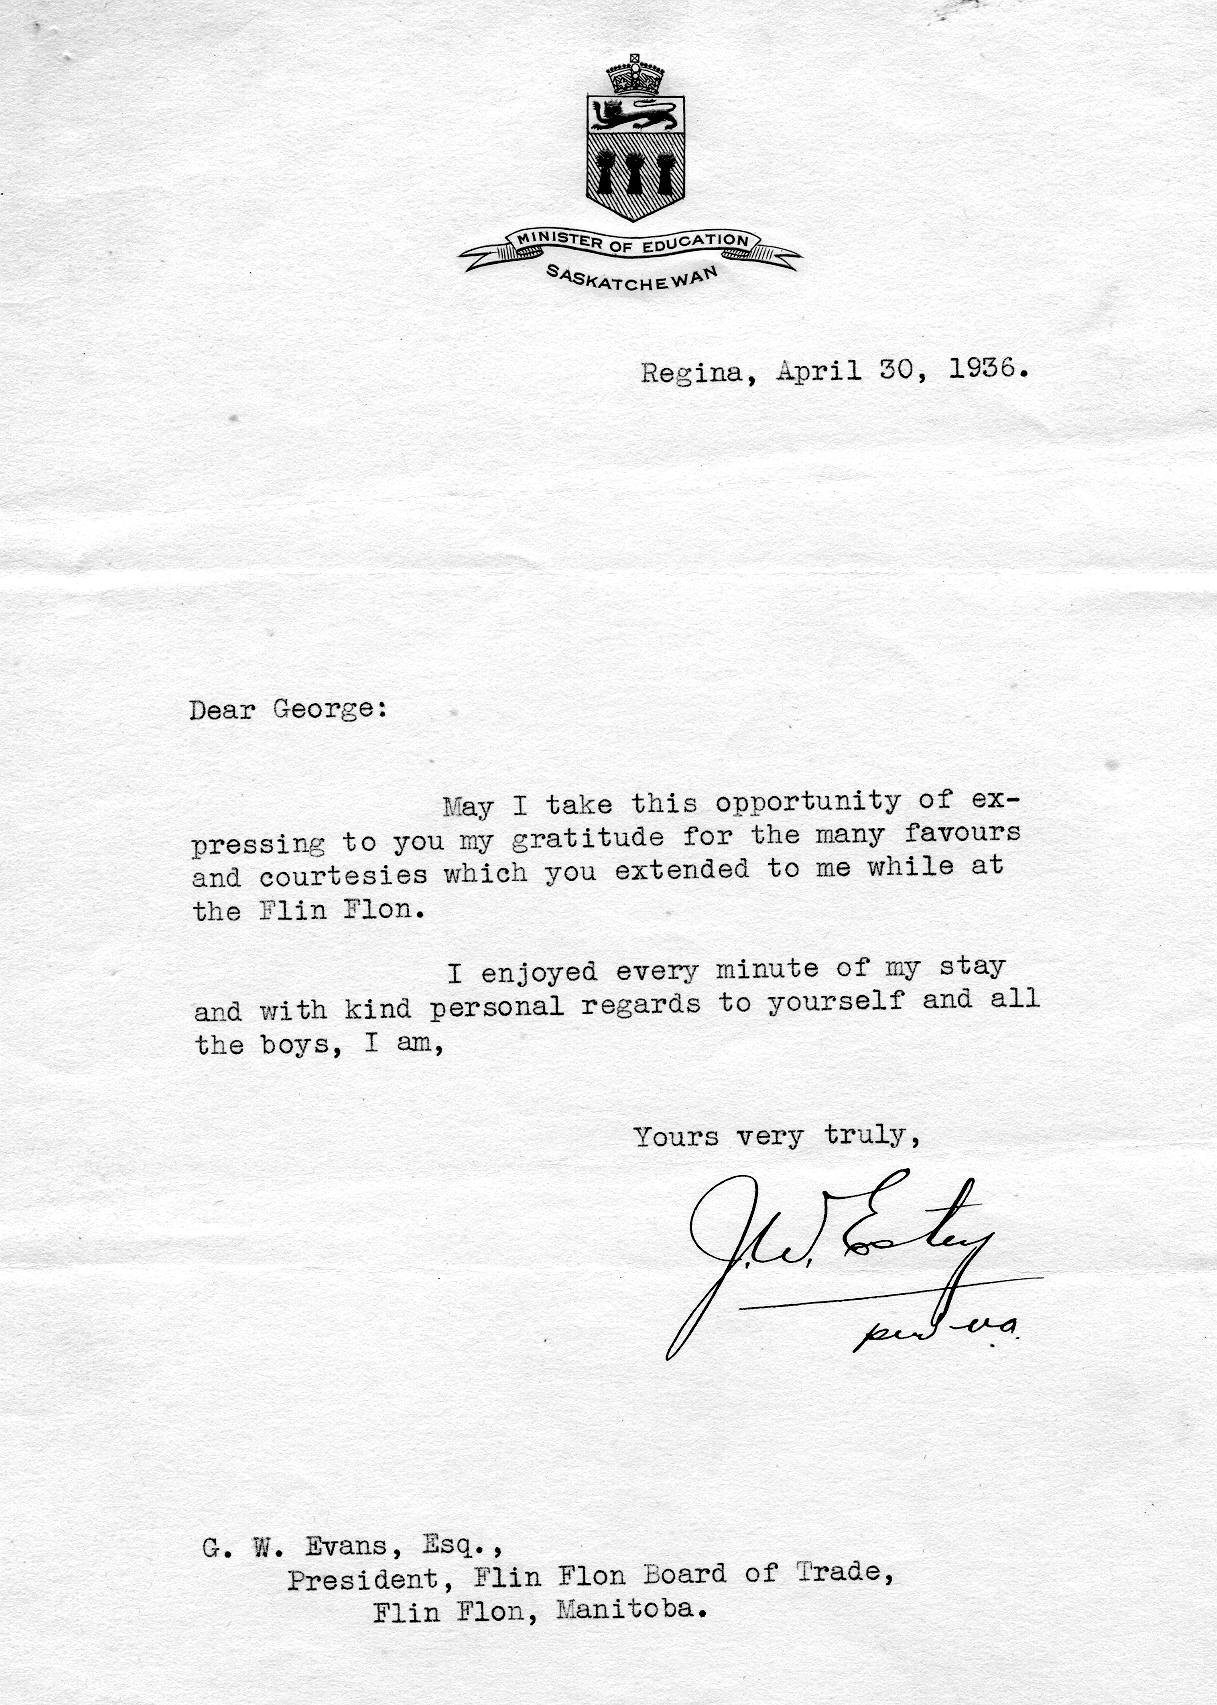 MINISTER OF EDUCATION
SASKATCHEWAN
Regina, April 30, 1936.
Dear George:
May I take this opportunity of ex-
pressing to you my gratitude for the many favours
and courtesies which you extended to me while at
the Flin Flon.
I enjoyed every minute of my stay
and with kind personal regards to yourself and all
the boys, I am,
Yours very truly,
J.W. Estey
per
G. W. Evans, Esq.,
President, Flin Flon Board of Trade,
Flin Flon, Manitoba.